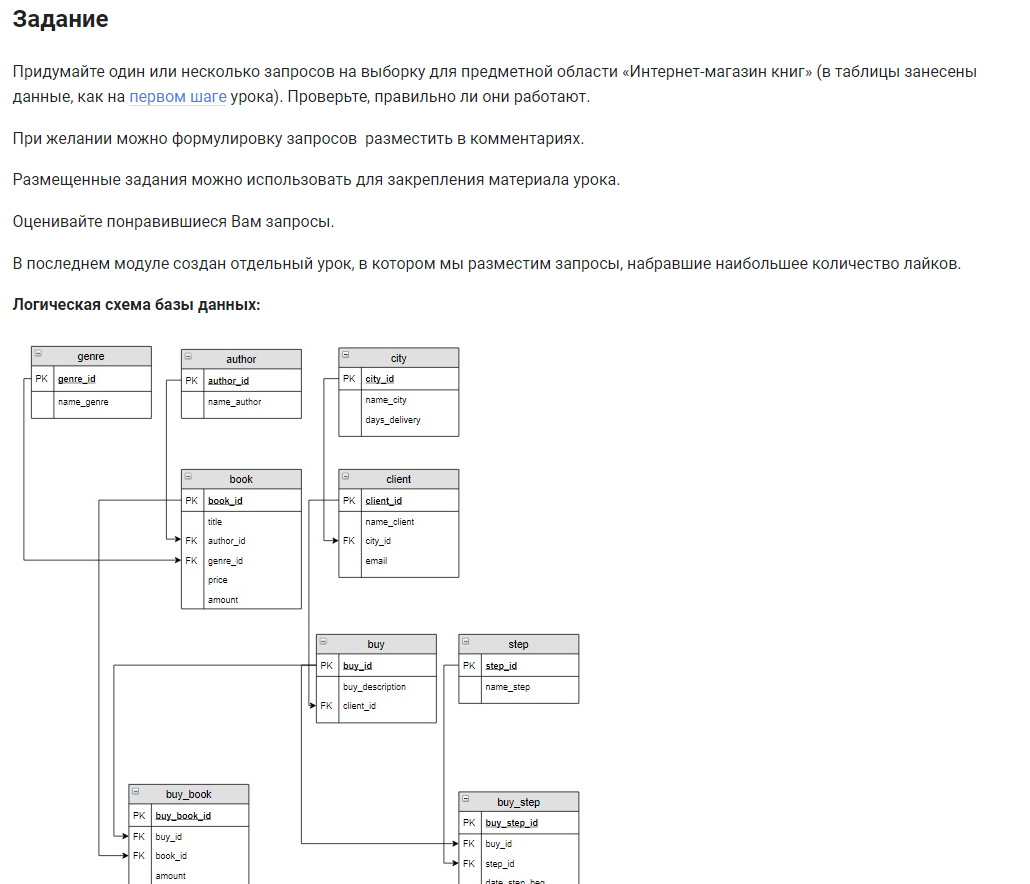 Задание
Придумайте один или несколько запросов на выборку для предметной области «Интернет-магазин книг» (в таблицы занесены
данные, как на первом шаге урока). Проверьте, правильно ли они работают.
При желании можно формулировку запросов  разместить в комментариях.
Размещенные задания можно использовать для закрепления материала урока.
Оценивайте понравившиеся Вам запросы.
В последнем модуле создан отдельный урок, в котором мы разместим запросы, набравшие наибольшее количество лайков.
Логическая схема базы данных:
genre
PK genre_id
name_genre
author
PK author_id
name_author
city
PK city_id
name_city
days_delivery
book
PK book_id
title
FK author_id
FK genre_id
price
amount
client
PK client_id
name_client
FK city_id
email
buy
PK buy_id
buy_description
FK client_id
step
PK step_id
name_step
buy_book
PK buy_book_id
FK buy_id
FK book_id
amount
buy_step
PK buy_step_id
FK buy_id
FK step_id
date_step_beg